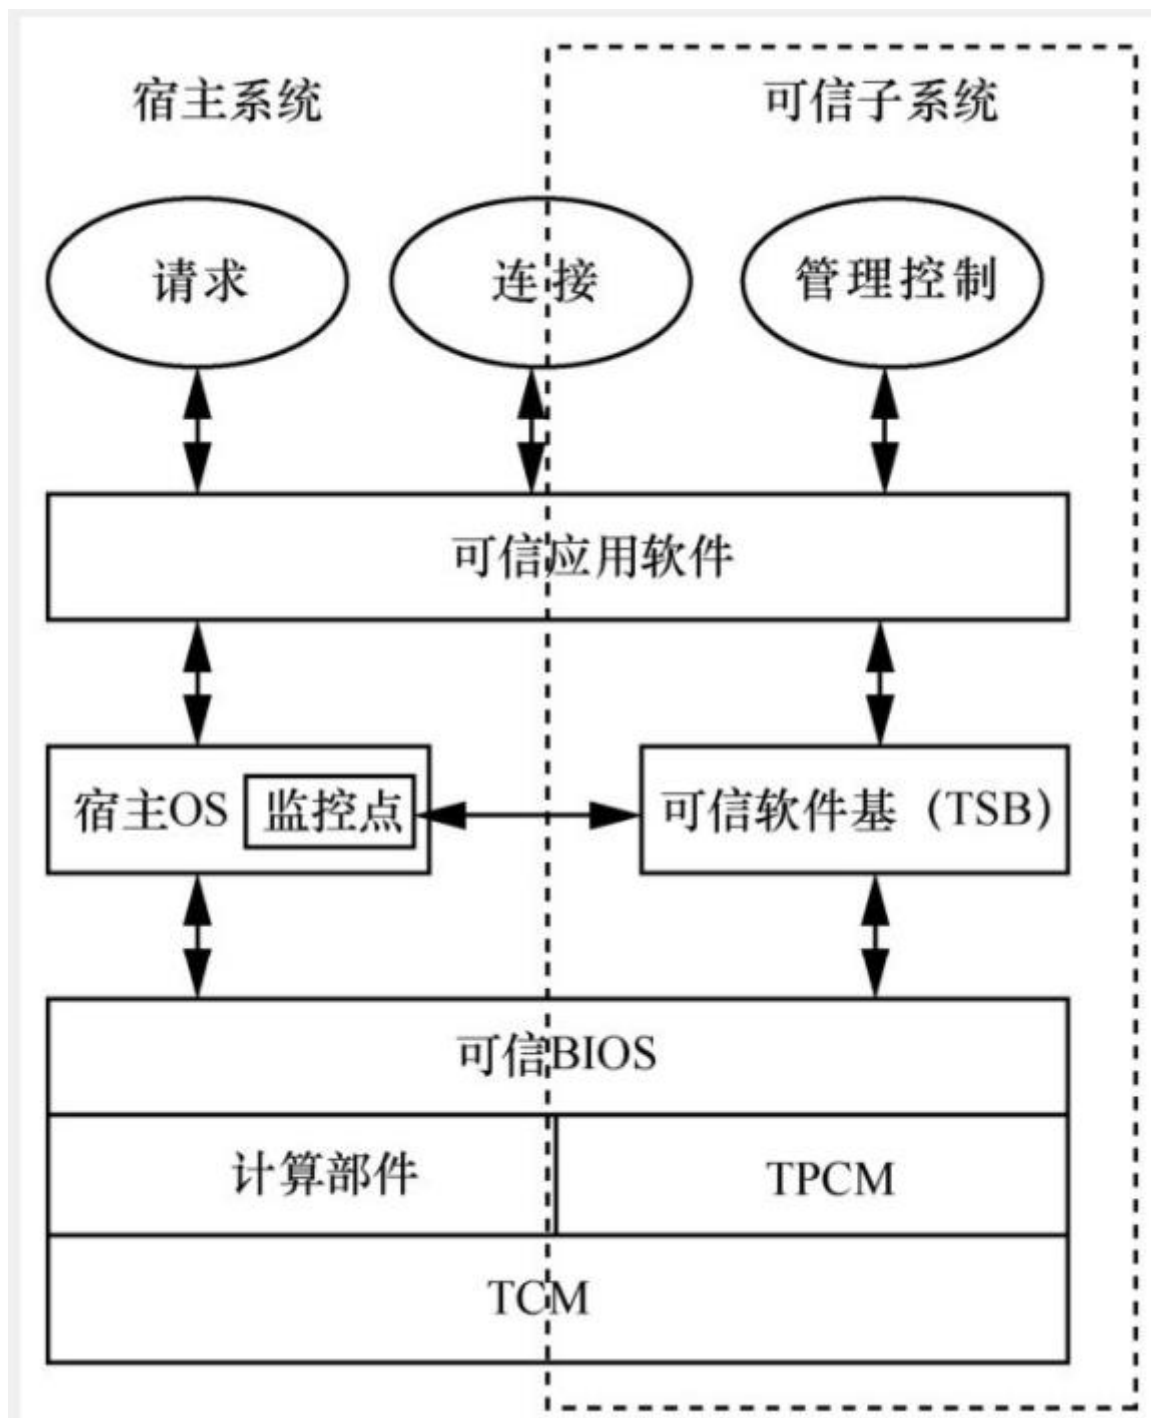 宿主系统
可信子系统
请求
连接
管理控制
可信应用软件
宿主OS
监控点
可信软件基（TSB）
可信BIOS
计算部件
TPCM
TCM